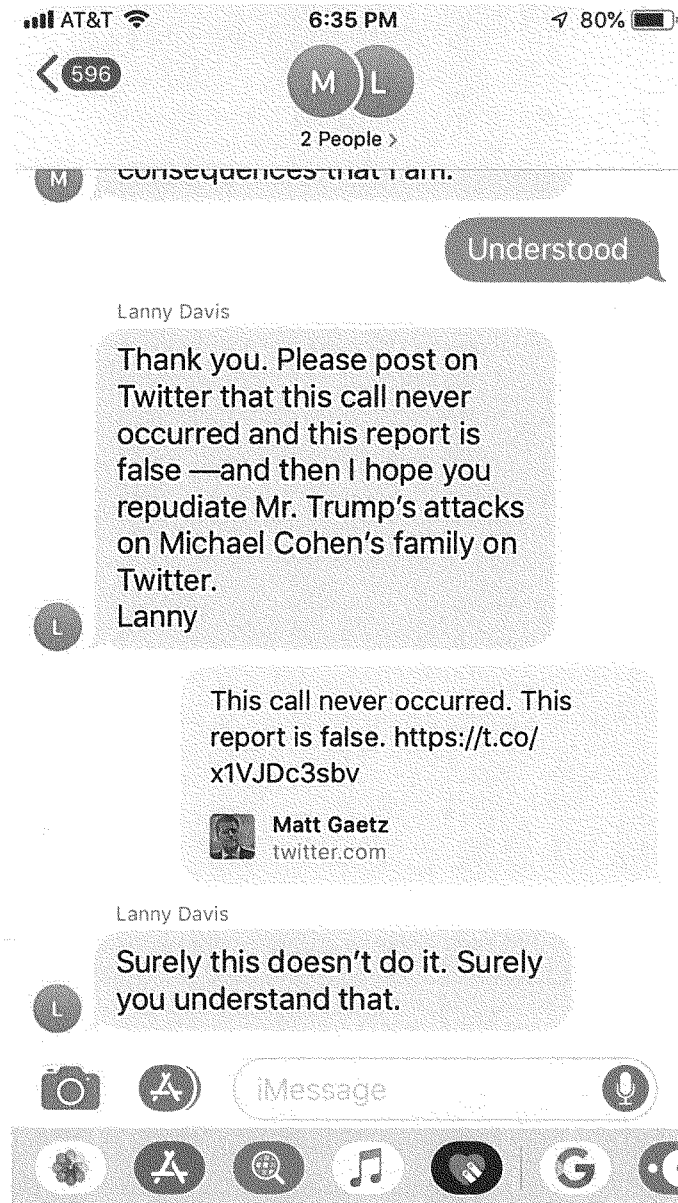 AT&T 6:35 PM 80%
596 M L
2 People >
M consequences that I am.
Understood
Lanny Davis
Thank you. Please post on
Twitter that this call never
occurred and this report is
false —and then I hope you
repudiate Mr. Trump's attacks
on Michael Cohen's family on
Twitter.
L Lanny
This call never occurred. This
report is false. https://t.co/
x1VJDc3sbv
Matt Gaetz
twitter.com
Lanny Davis
Surely this doesn't do it. Surely
L you understand that.
iMessage
G